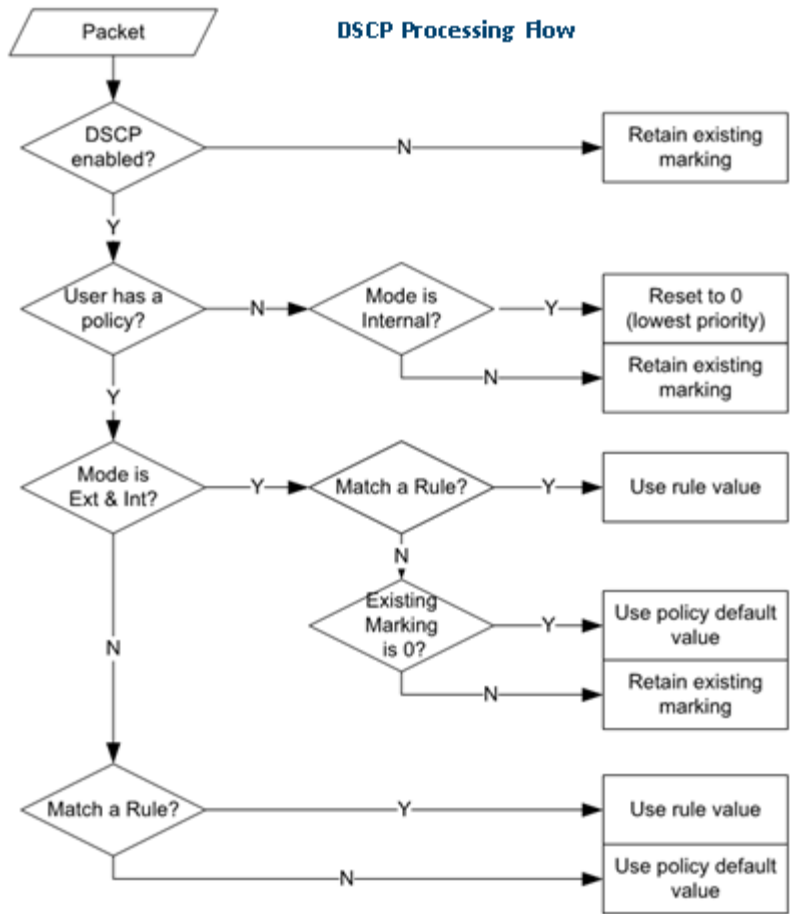 DSCP Processing Flow
Packet
DSCP
enabled?
N
Retain existing
marking
Y
User has a
policy?
N
Mode is
Internal?
Y
Reset to 0
(lowest priority)
N
Retain existing
marking
Y
Mode is
Ext & Int?
Y
Match a Rule?
Y
Use rule value
N
Existing
Marking
is 0?
Y
Use policy default
value
N
Retain existing
marking
N
Match a Rule?
Y
Use rule value
N
Use policy default
value